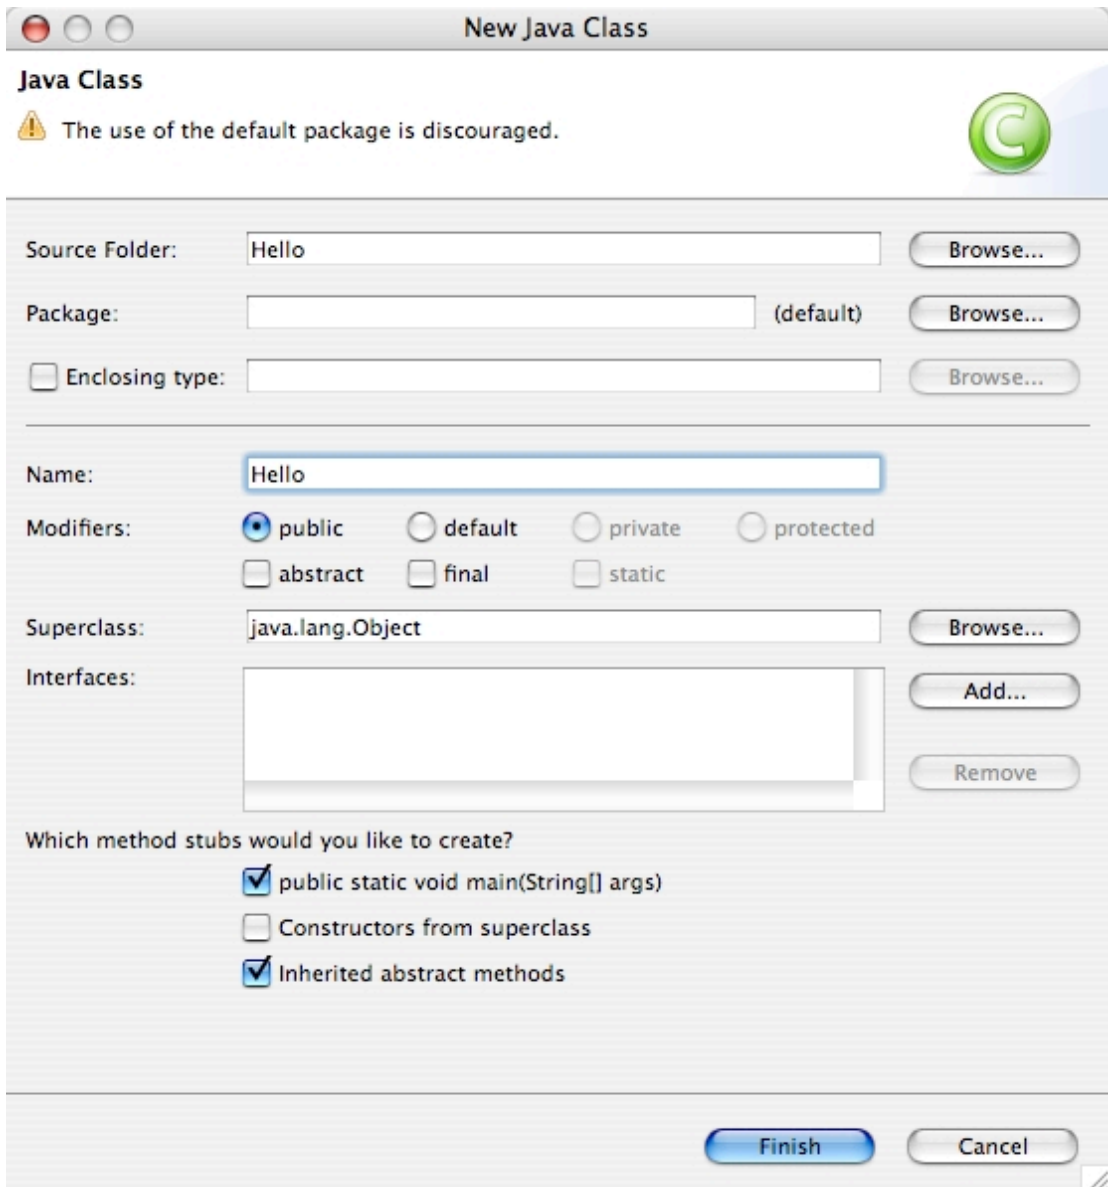 New Java Class
Java Class
The use of the default package is discouraged.
C
Source Folder: Hello Browse...
Package: (default) Browse...
Enclosing type: Browse...
Name: Hello
Modifiers: public default private protected
abstract final static
Superclass: java.lang.Object Browse...
Interfaces: Add...
Remove
Which method stubs would you like to create?
public static void main(String[] args)
Constructors from superclass
Inherited abstract methods
Finish Cancel